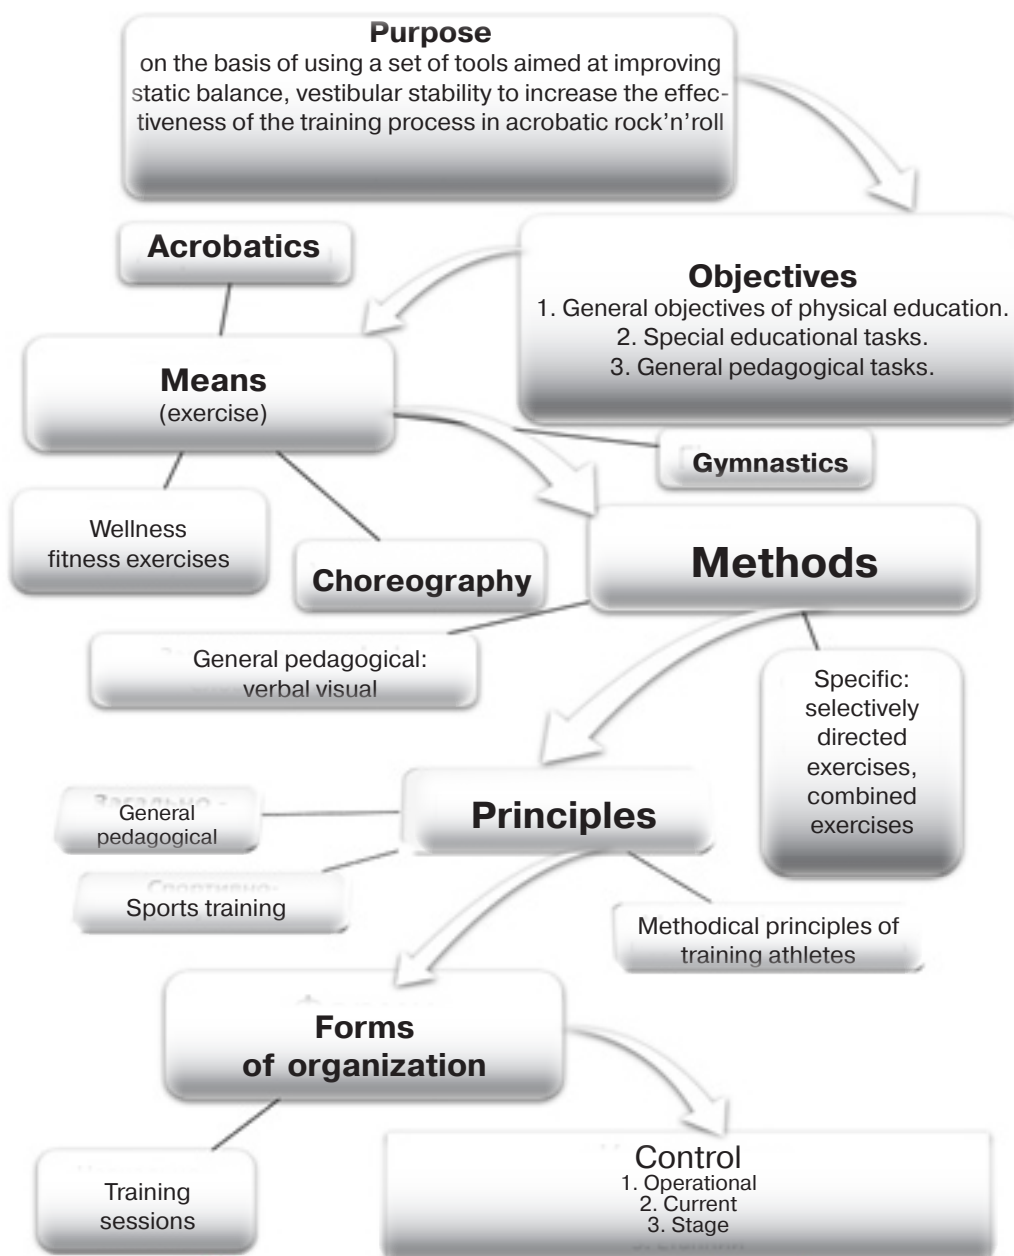 Purpose
on the basis of using a set of tools aimed at improving
static balance, vestibular stability to increase the effec-
tiveness of the training process in acrobatic rock’n’roll
Acrobatics
Objectives
1. General objectives of physical education.
2. Special educational tasks.
3. General pedagogical tasks.
Means
(exercise)
Gymnastics
Wellness
fitness exercises
Choreography
Methods
General pedagogical:
verbal visual
Specific:
selectively
directed
exercises,
combined
exercises
Principles
General
pedagogical
Sports training
Methodical principles of
training athletes
Forms
of organization
Training
sessions
Control
1. Operational
2. Current
3. Stage